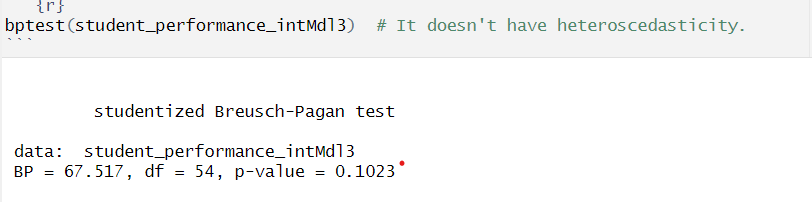 {r}
bptest(student_performance_intMdl3)  # It doesn't have heteroscedasticity.
```
studentized Breusch-Pagan test
data:  student_performance_intMdl3
BP = 67.517, df = 54, p-value = 0.1023